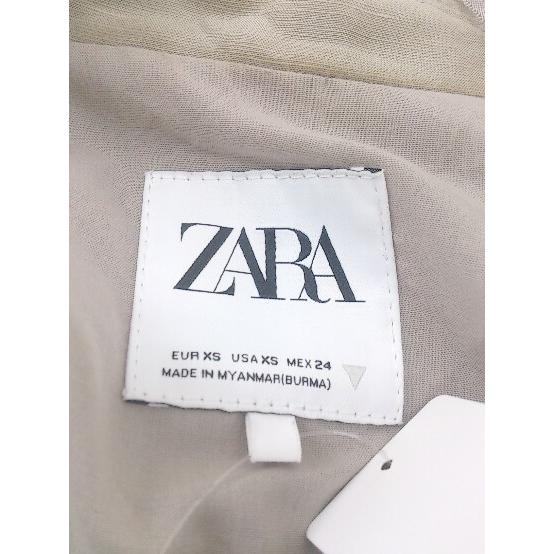 ZARA
EUR XS USA XS MEX 24
MADE IN MYANMAR(BURMA)